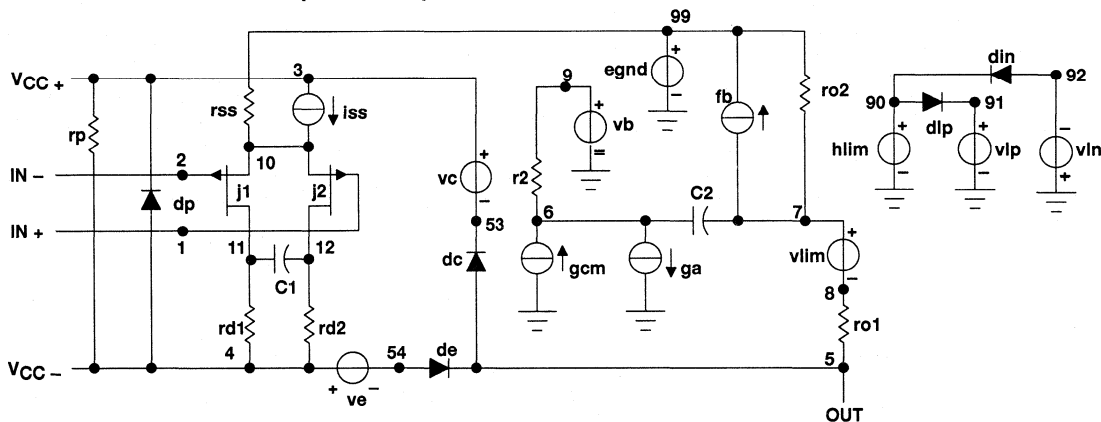 99
3
VCC+
9
egnd
din
92
rss
iss
fb
ro2
90
91
vb
dlp
rp
hlim
vlp
vln
2
10
IN -
j1
j2
vc
r2
C2
dp
6
7
IN +
53
1
11
12
vlim
dc
gcm
ga
C1
8
rd1
rd2
ro1
4
54
de
5
VCC-
ve
OUT